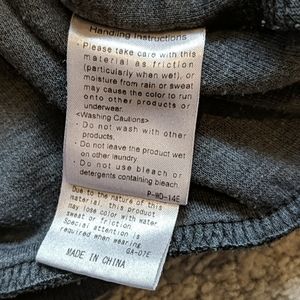 Handling Instructions
· Please take care with this
material as friction
(particularly when wet), or
moisture from rain or sweat
may cause the color to run
onto other products or
underwear.
<Washing Cautions>
· Do not wash with other
products.
· Do not leave the product wet
on other laundry.
· Do not use bleach or
detergents containing bleach.
P-WD-14E
Due to the nature of this
material, this product
may lose color with water
sweat or friction
Special attention is
required when wearing
GA-07E
MADE IN CHINA